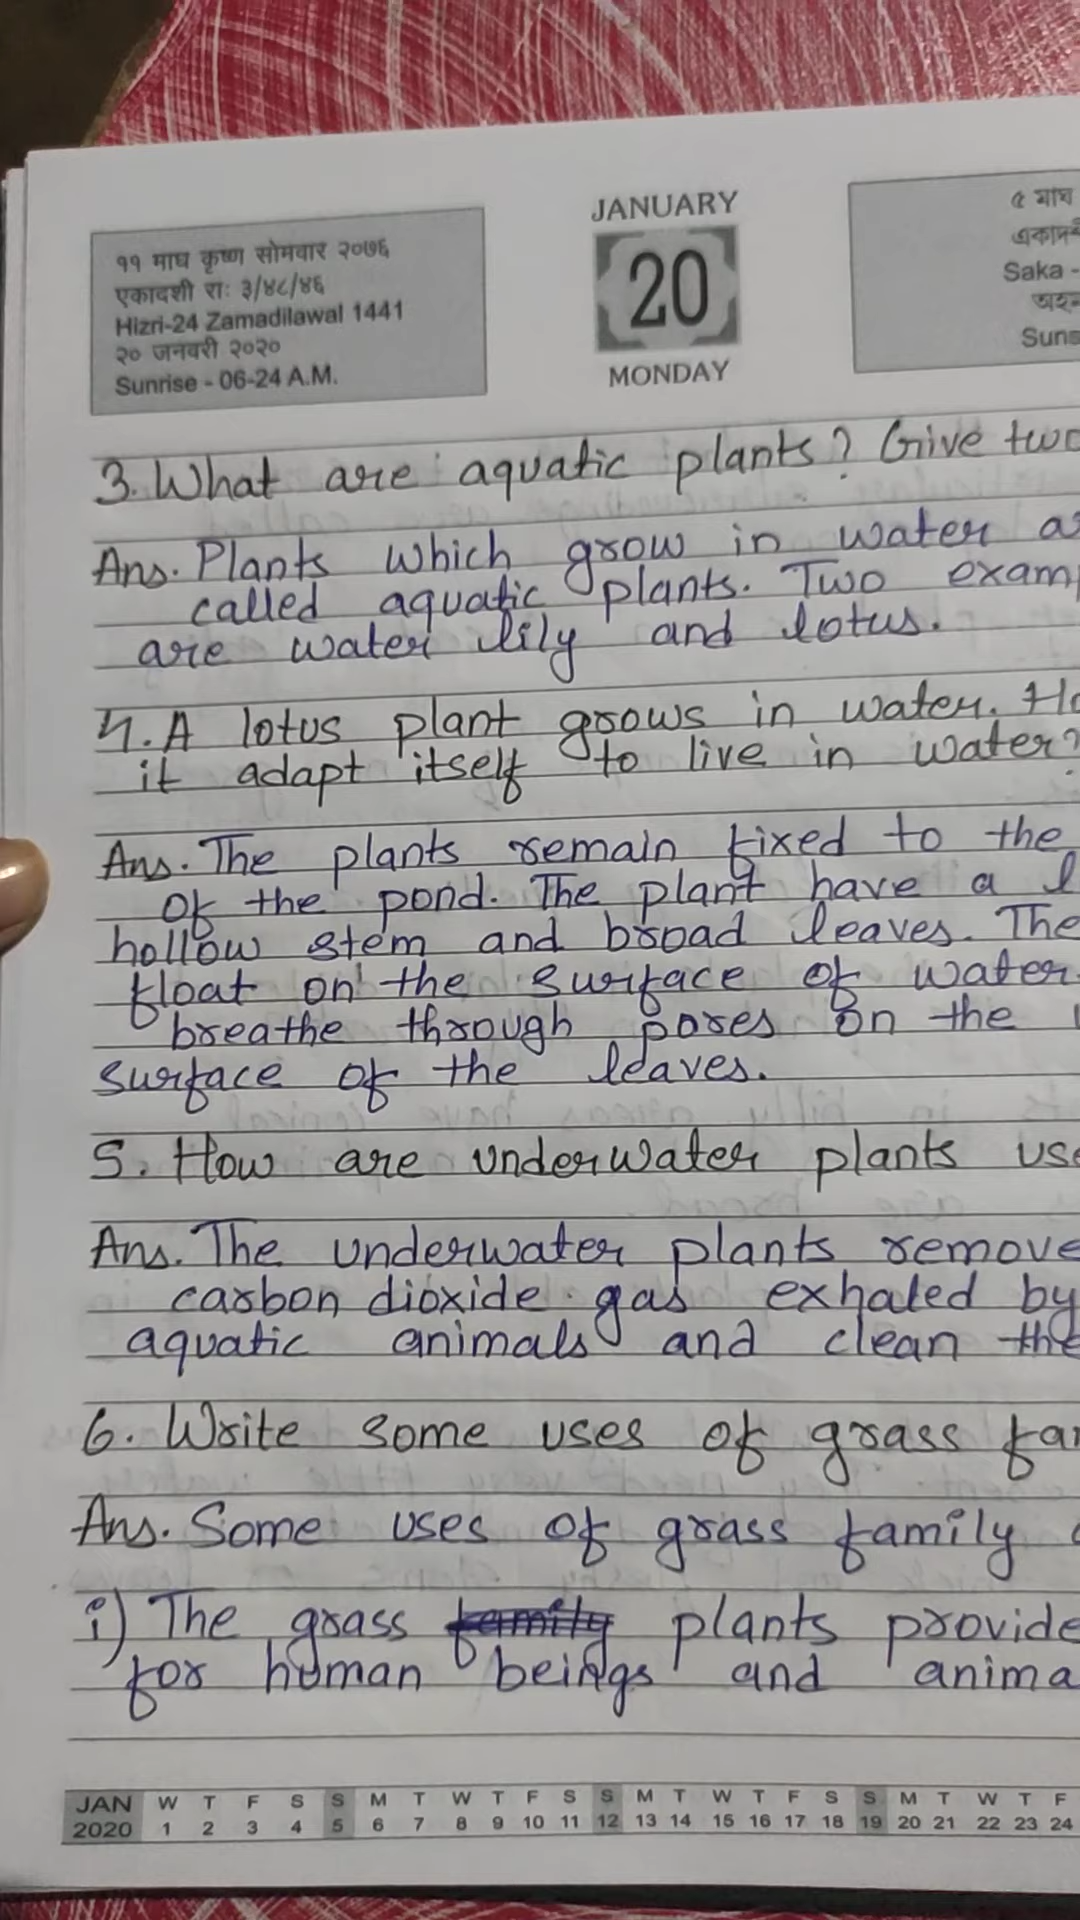 ११ माघ कृष्ण सोमवार २०७६
एकादशी रा: ३/४८/४६
Hizri-24 Zamadilawal 1441
२० जनवरी २०२०
Sunrise - 06-24 A.M.
JANUARY
20
MONDAY
৫ মাঘ
Saka -
Suns
3. What are aquatic plants? Give two
Ans. Plants which grow in water a
called aquatic plants. Two exam
are water lily and lotus.
4. A lotus plant grows in water. Ho
it adapt itself to live in water?
Ans. The plants remain fixed to the
of the pond. The plant have a l
hollow stem and broad leaves. The
float on the surface of water.
breathe through pores on the
surface of the leaves.
5. How are underwater plants use
Ans. The underwater plants remove
carbon dioxide gas exhaled by
aquatic animals and clean the
6. Write some uses of grass fa
Ans. Some uses of grass family
i) The grass plants provide
for human beings and anima
JAN W T F S S M T W T F S S M T W T F S S M T W T F
2020 1 2 3 4 5 6 7 8 9 10 11 12 13 14 15 16 17 18 19 20 21 22 23 24